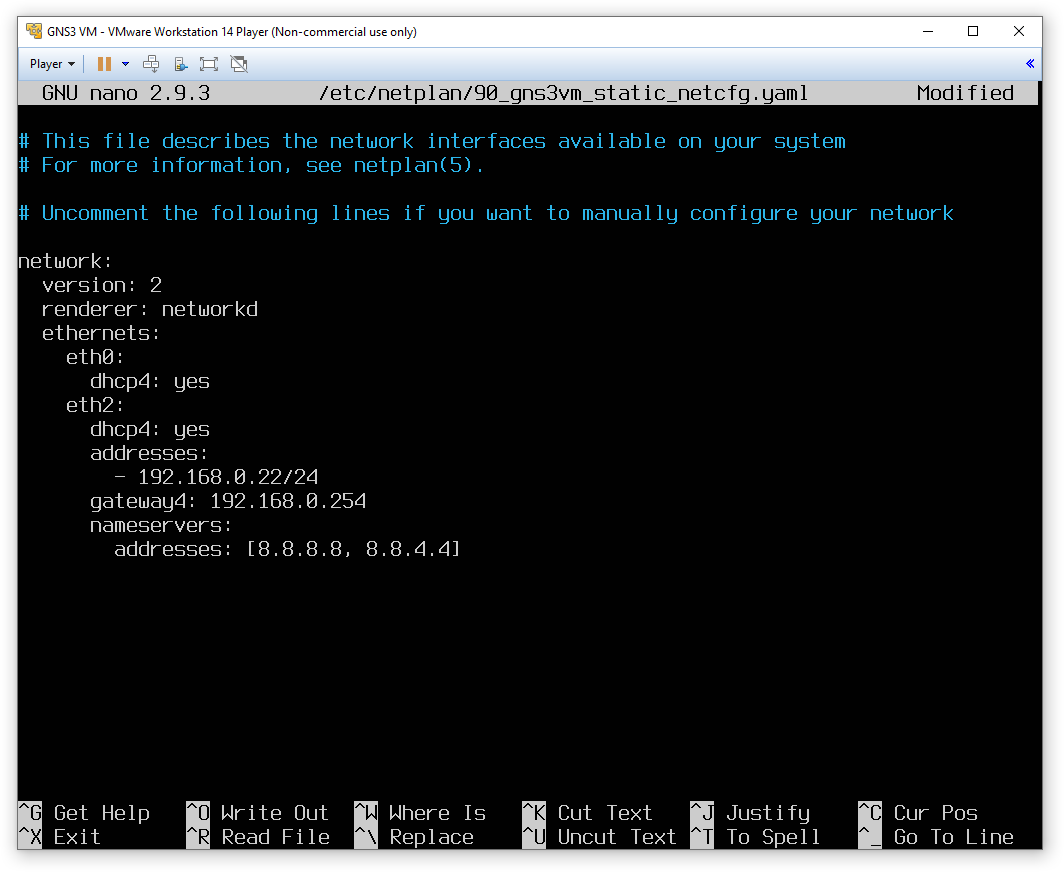 GNS3 VM - VMware Workstation 14 Player (Non-commercial use only)
Player
GNU nano 2.9.3 /etc/netplan/90_gns3vm_static_netcfg.yaml Modified
# This file describes the network interfaces available on your system
# For more information, see netplan(5).
# Uncomment the following lines if you want to manually configure your network
network:
  version: 2
  renderer: networkd
  ethernets:
    eth0:
      dhcp4: yes
    eth2:
      dhcp4: yes
      addresses:
        - 192.168.0.22/24
      gateway4: 192.168.0.254
      nameservers:
        addresses: [8.8.8.8, 8.8.4.4]
^G Get Help ^O Write Out ^W Where Is ^K Cut Text ^J Justify ^C Cur Pos
^X Exit ^R Read File ^\ Replace ^U Uncut Text ^T To Spell ^_ Go To Line